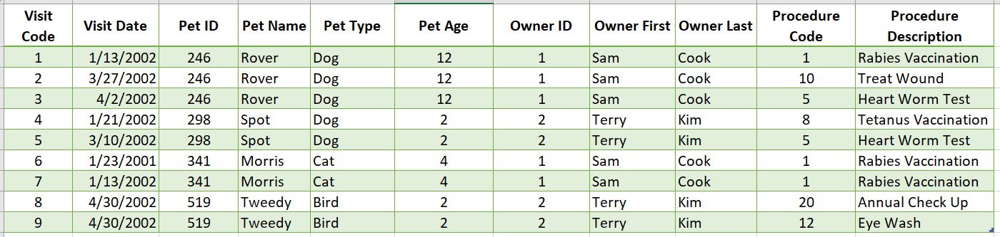 Visit Code Visit Date Pet ID Pet Name Pet Type Pet Age Owner ID Owner First Owner Last Procedure Code Procedure Description
1 1/13/2002 246 Rover Dog 12 1 Sam Cook 1 Rabies Vaccination
2 3/27/2002 246 Rover Dog 12 1 Sam Cook 10 Treat Wound
3 4/2/2002 246 Rover Dog 12 1 Sam Cook 5 Heart Worm Test
4 1/21/2002 298 Spot Dog 2 2 Terry Kim 8 Tetanus Vaccination
5 3/10/2002 298 Spot Dog 2 2 Terry Kim 5 Heart Worm Test
6 1/23/2001 341 Morris Cat 4 1 Sam Cook 1 Rabies Vaccination
7 1/13/2002 341 Morris Cat 4 1 Sam Cook 1 Rabies Vaccination
8 4/30/2002 519 Tweedy Bird 2 2 Terry Kim 20 Annual Check Up
9 4/30/2002 519 Tweedy Bird 2 2 Terry Kim 12 Eye Wash